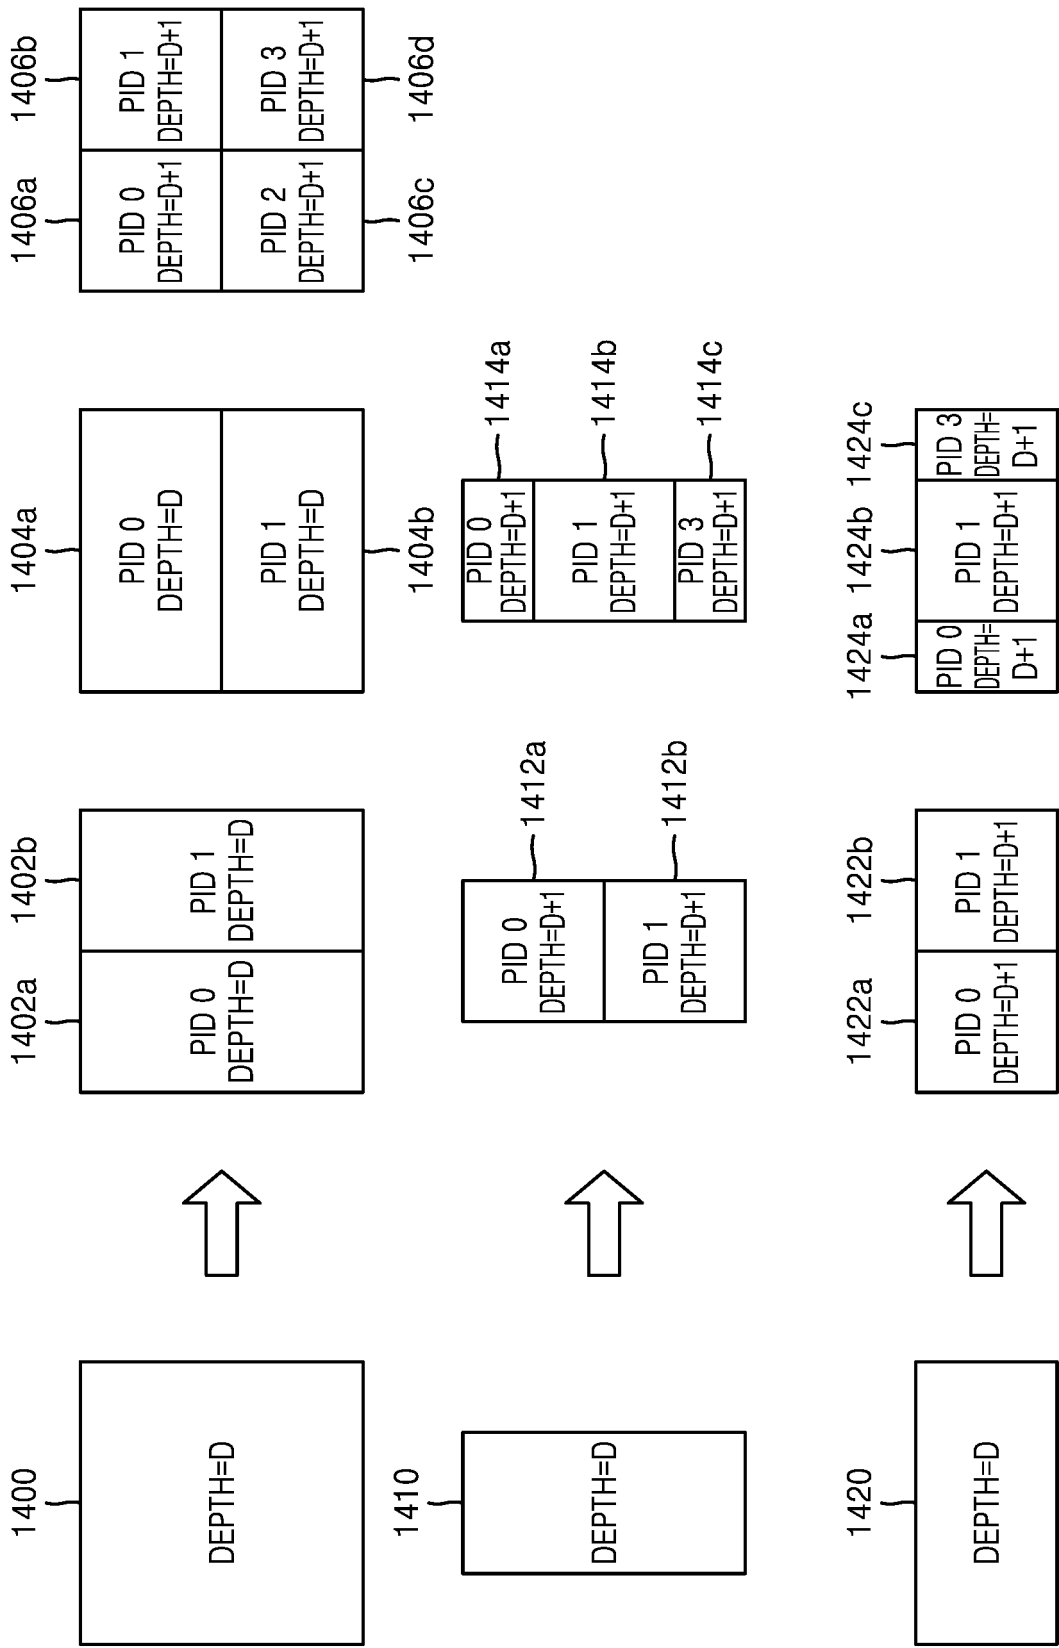 1400
DEPTH=D
1402a
1402b
PID 0
DEPTH=D
PID 1
DEPTH=D
1404a
PID 0
DEPTH=D
PID 1
DEPTH=D
1404b
1406a
1406b
PID 0
DEPTH=D+1
PID 1
DEPTH=D+1
PID 2
DEPTH=D+1
PID 3
DEPTH=D+1
1406c
1406d
1410
DEPTH=D
PID 0
DEPTH=D+1
1412a
PID 1
DEPTH=D+1
1412b
PID 0
DEPTH=D+1
1414a
PID 1
DEPTH=D+1
1414b
PID 3
DEPTH=D+1
1414c
1420
DEPTH=D
1422a
1422b
PID 0
DEPTH=D+1
PID 1
DEPTH=D+1
1424a
1424b
1424c
PID 0
DEPTH=
D+1
PID 1
DEPTH=D+1
PID 3
DEPTH=
D+1